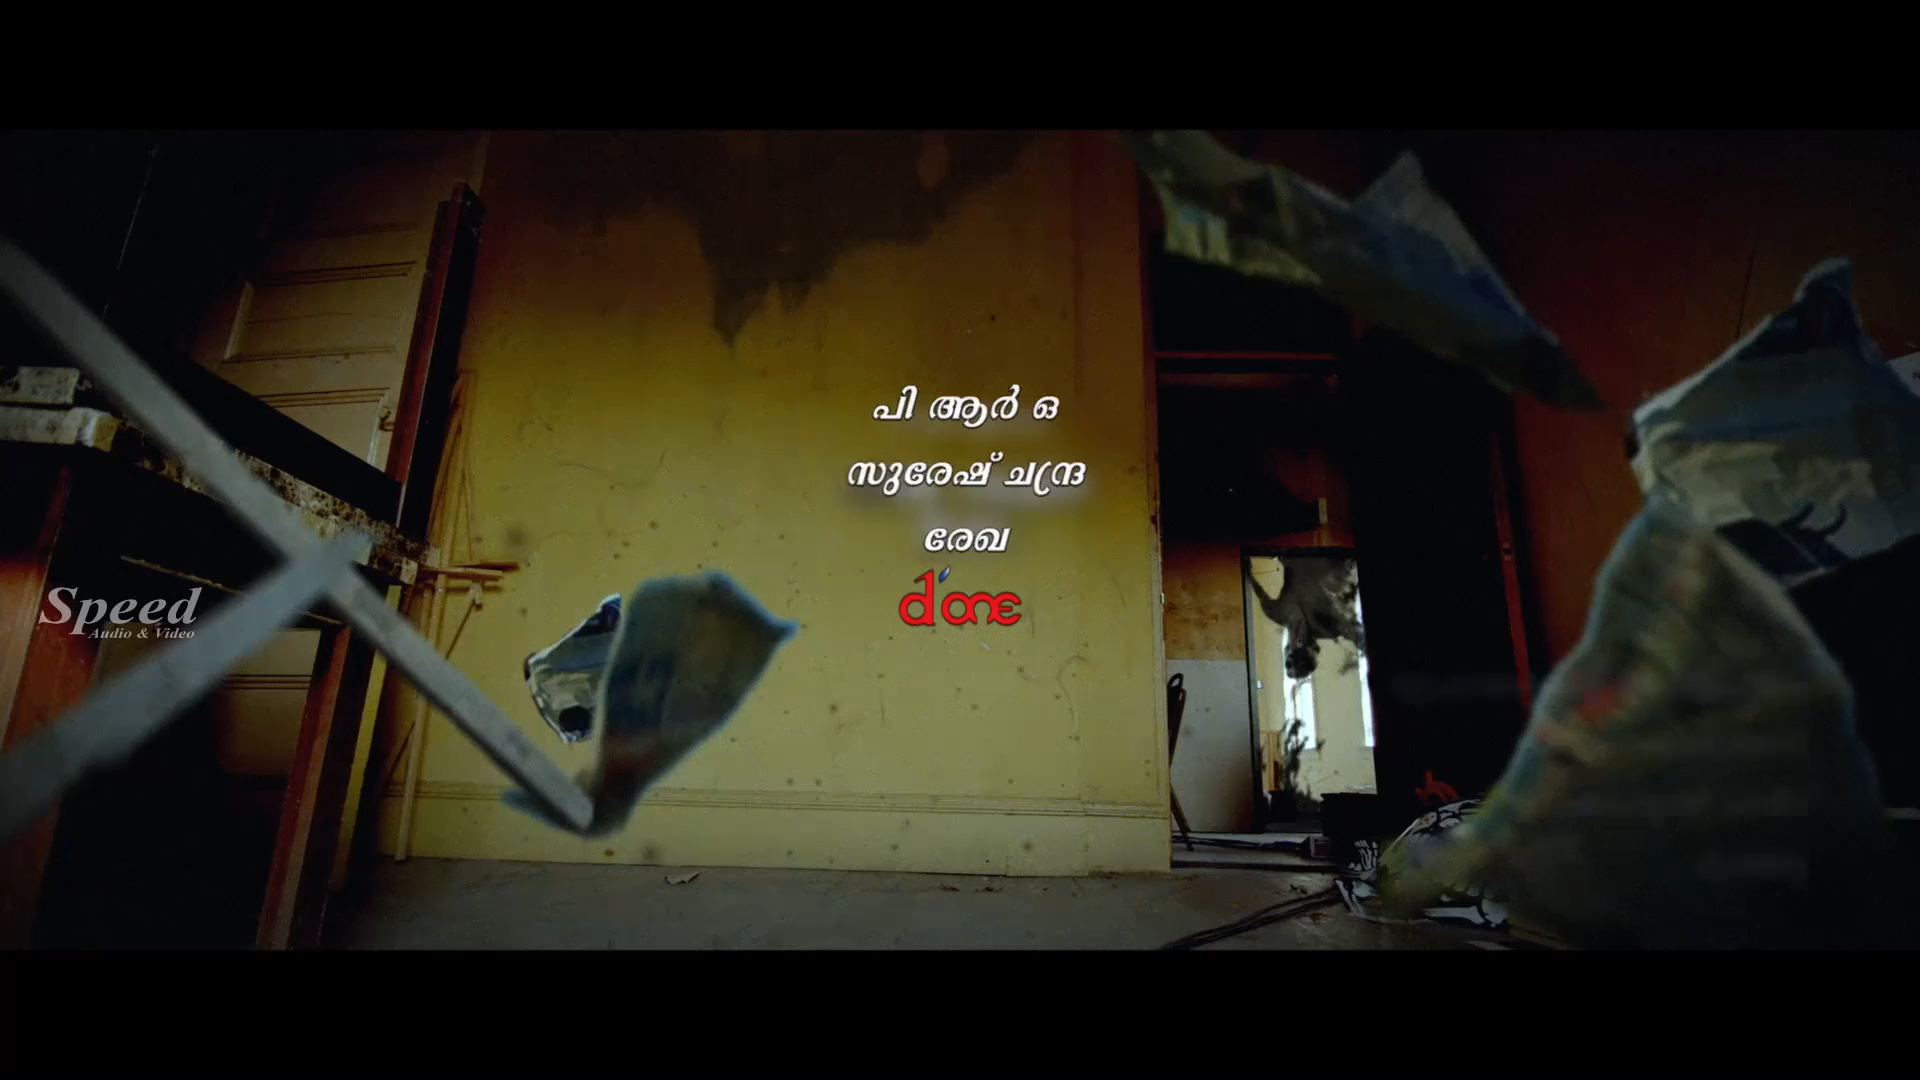 പി ആർ ഒ
സുരേഷ് ചന്ദ്ര
രേഖ
d'one
Speed
Audio & Video